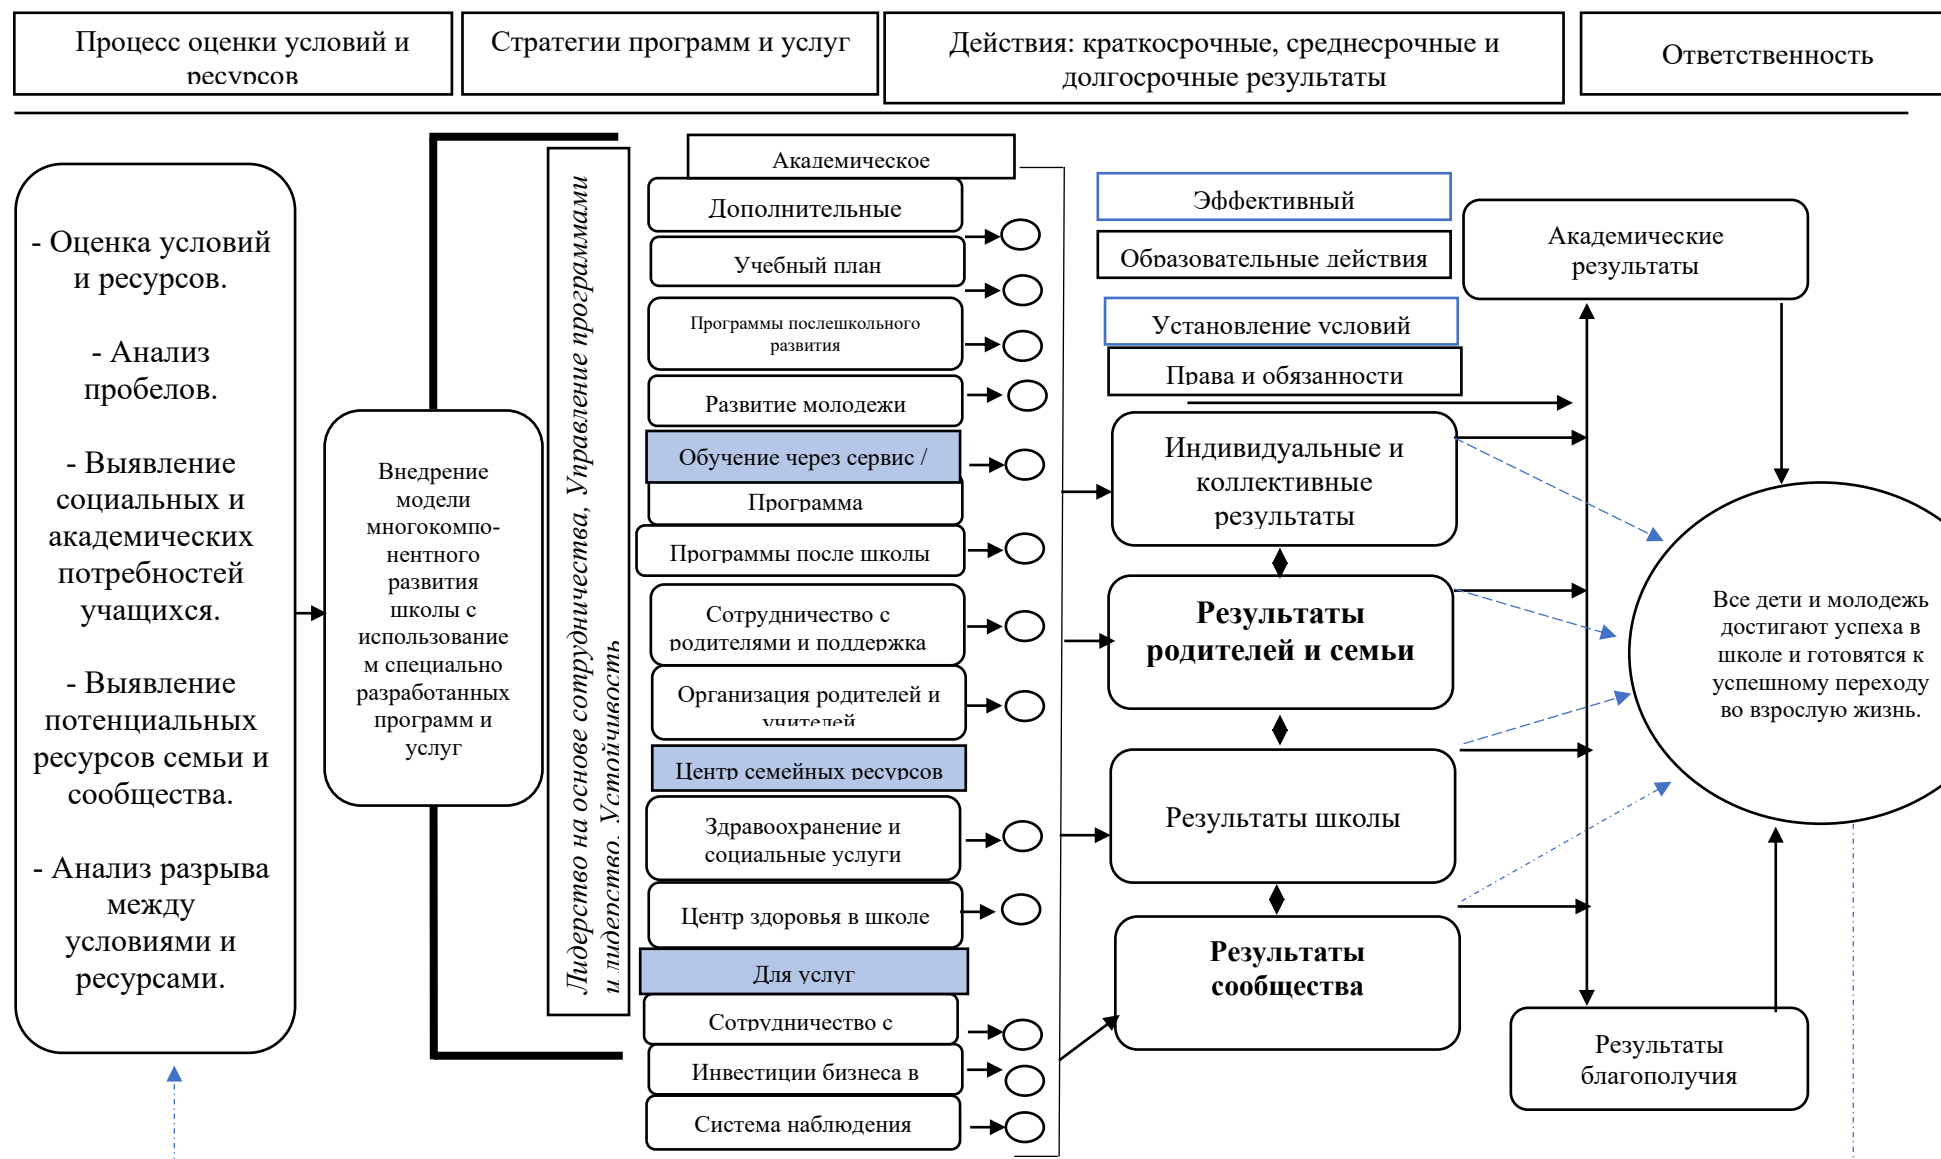 Процесс оценки условий и
ресурсов
Стратегии программ и услуг
Действия: краткосрочные, среднесрочные и
долгосрочные результаты
Ответственность
- Оценка условий
и ресурсов.
- Анализ
пробелов.
- Выявление
социальных и
академических
потребностей
учащихся.
- Выявление
потенциальных
ресурсов семьи и
сообщества.
- Анализ разрыва
между
условиями и
ресурсами.
Внедрение
модели
многокомпо-
нентного
развития
школы с
использование
м специально
разработанных
программ и
услуг
Лидерство на основе сотрудничества, Управление программами
и лидерство. Устойчивость
Академическое
Дополнительные
Учебный план
Программы послешкольного
развития
Развитие молодежи
Обучение через сервис /
Программа
Программы после школы
Сотрудничество с
родителями и поддержка
Организация родителей и
учителей
Центр семейных ресурсов
Здравоохранение и
социальные услуги
Центр здоровья в школе
Для услуг
Сотрудничество с
Инвестиции бизнеса в
Система наблюдения
Эффективный
Образовательные действия
Установление условий
Права и обязанности
Индивидуальные и
коллективные
результаты
Результаты
родителей и семьи
Результаты школы
Результаты
сообщества
Академические
результаты
Все дети и молодежь
достигают успеха в
школе и готовятся к
успешному переходу
во взрослую жизнь.
Результаты
благополучия